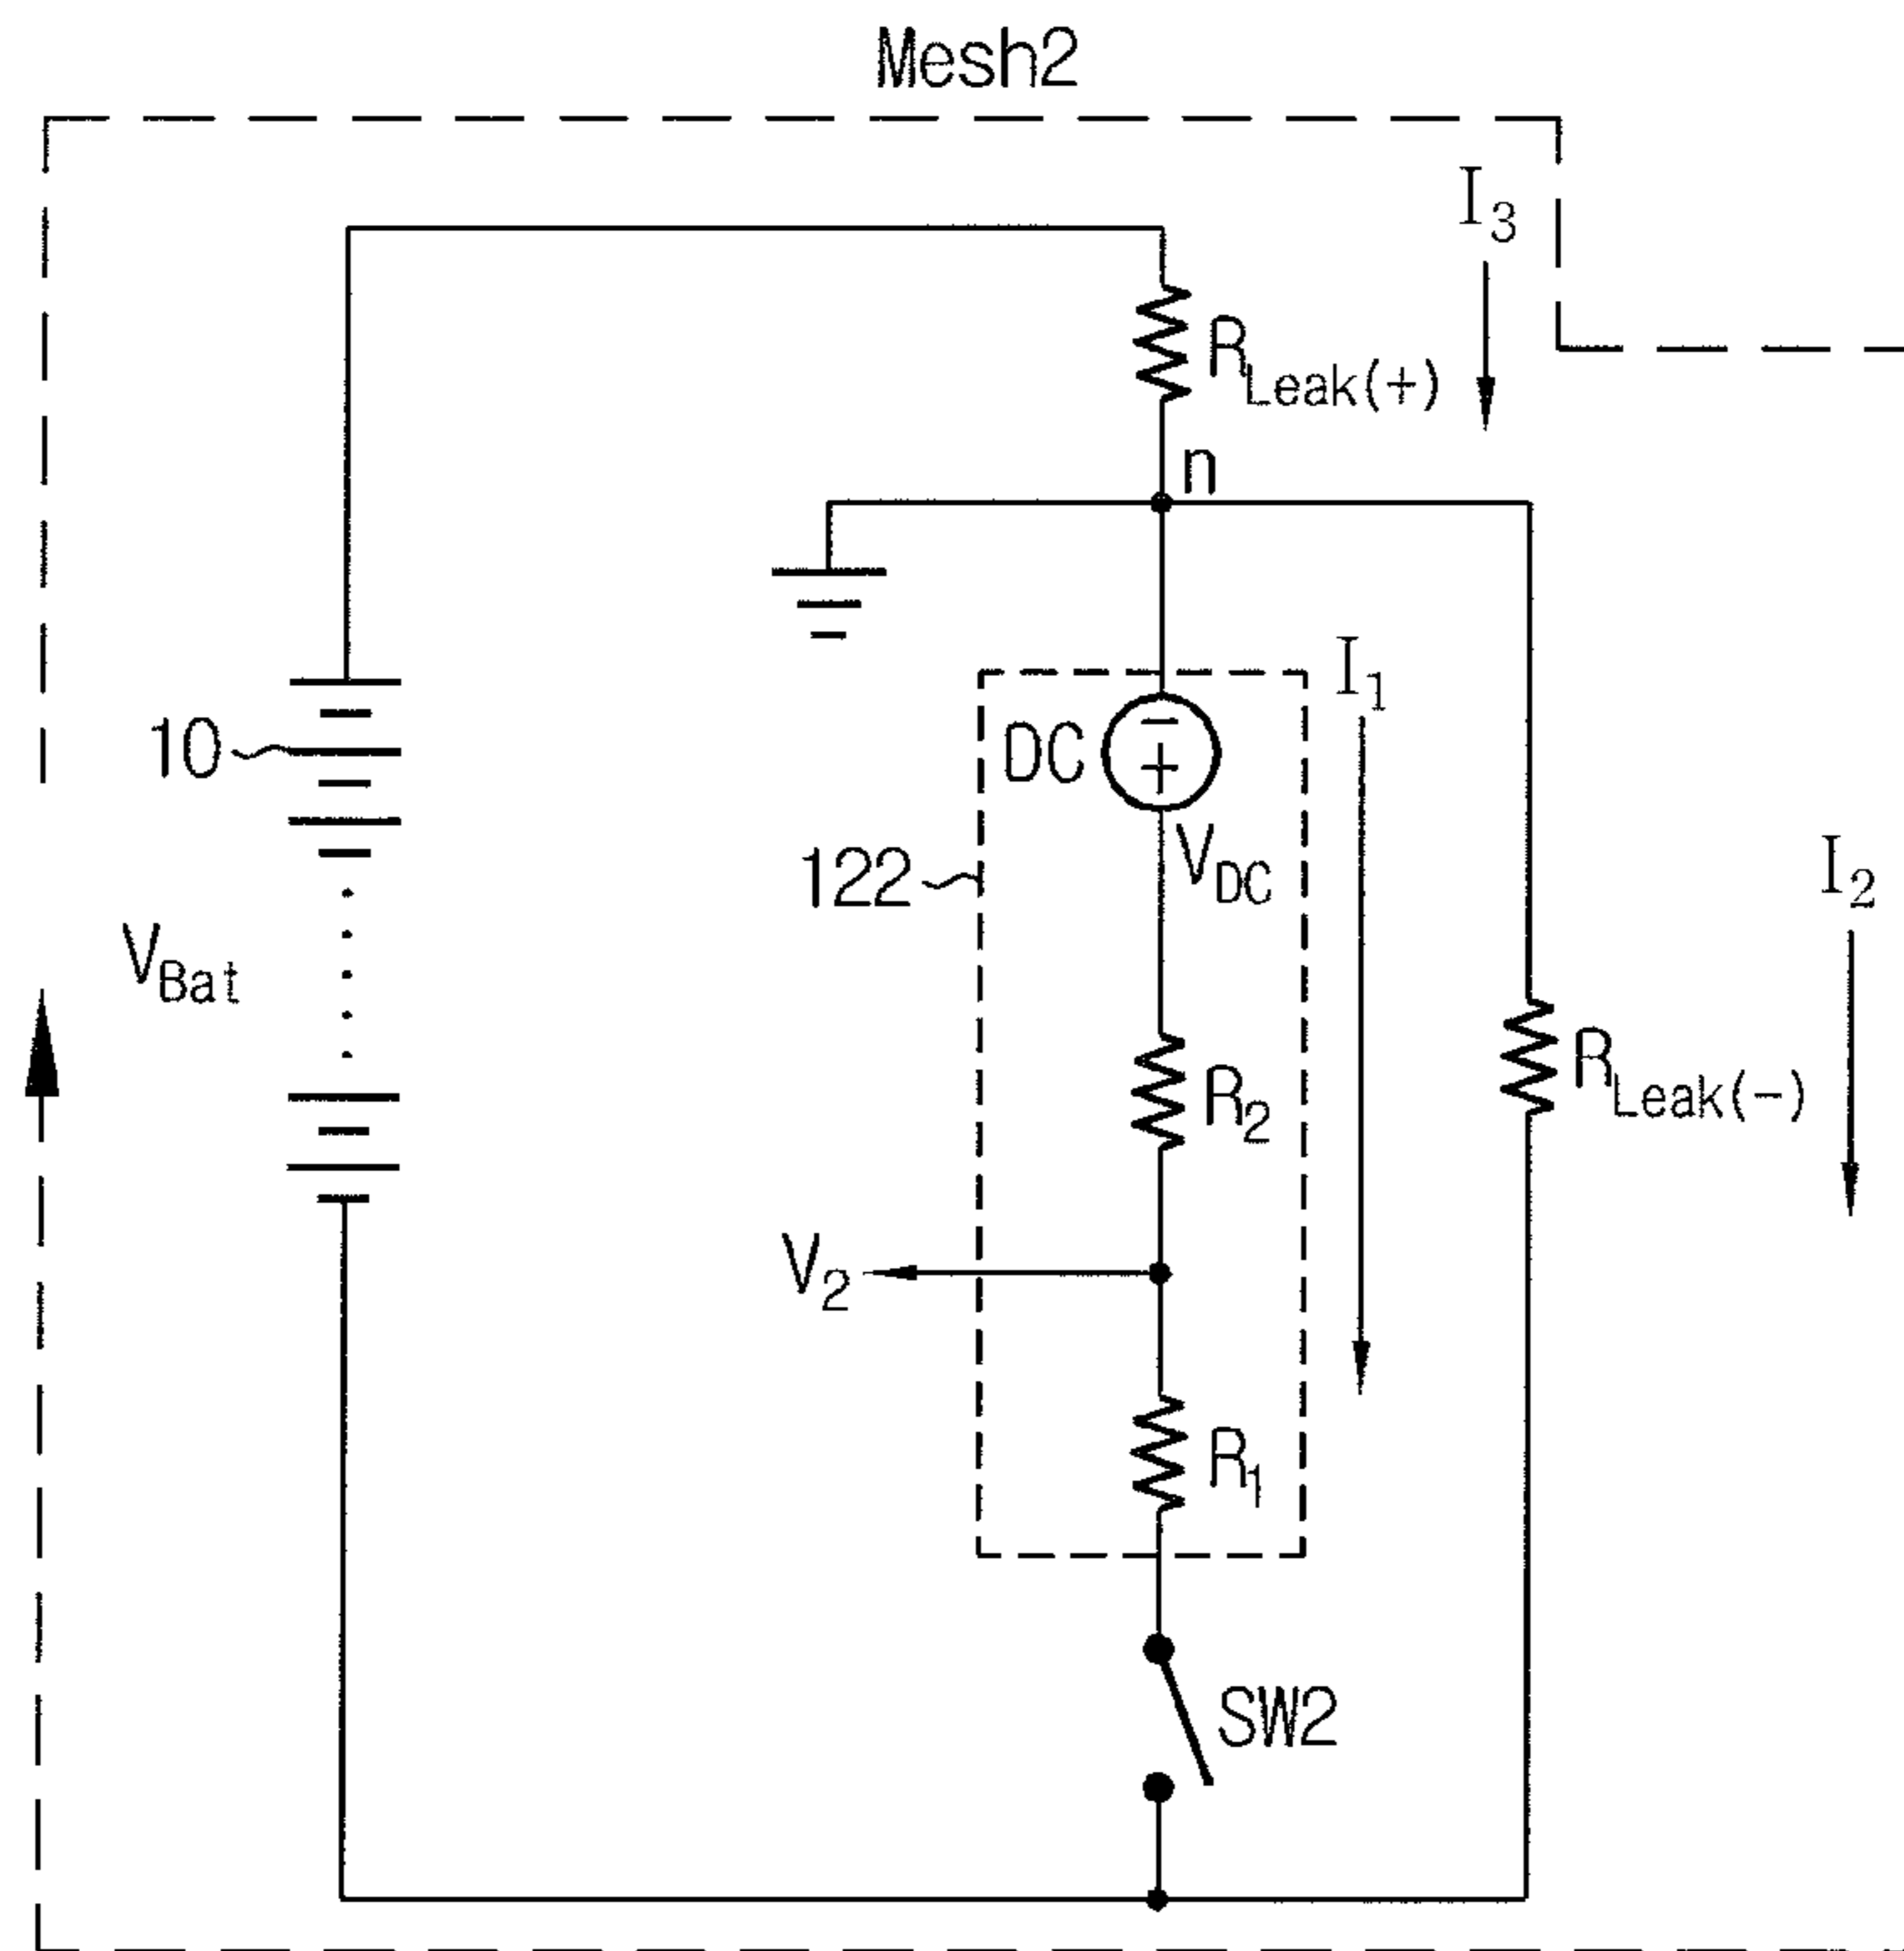 Mesh2
I3
RLeak(+)
n
I1
10
DC
- +
VDC
122
I2
VBat
R2
RLeak(-)
V2
R1
SW2